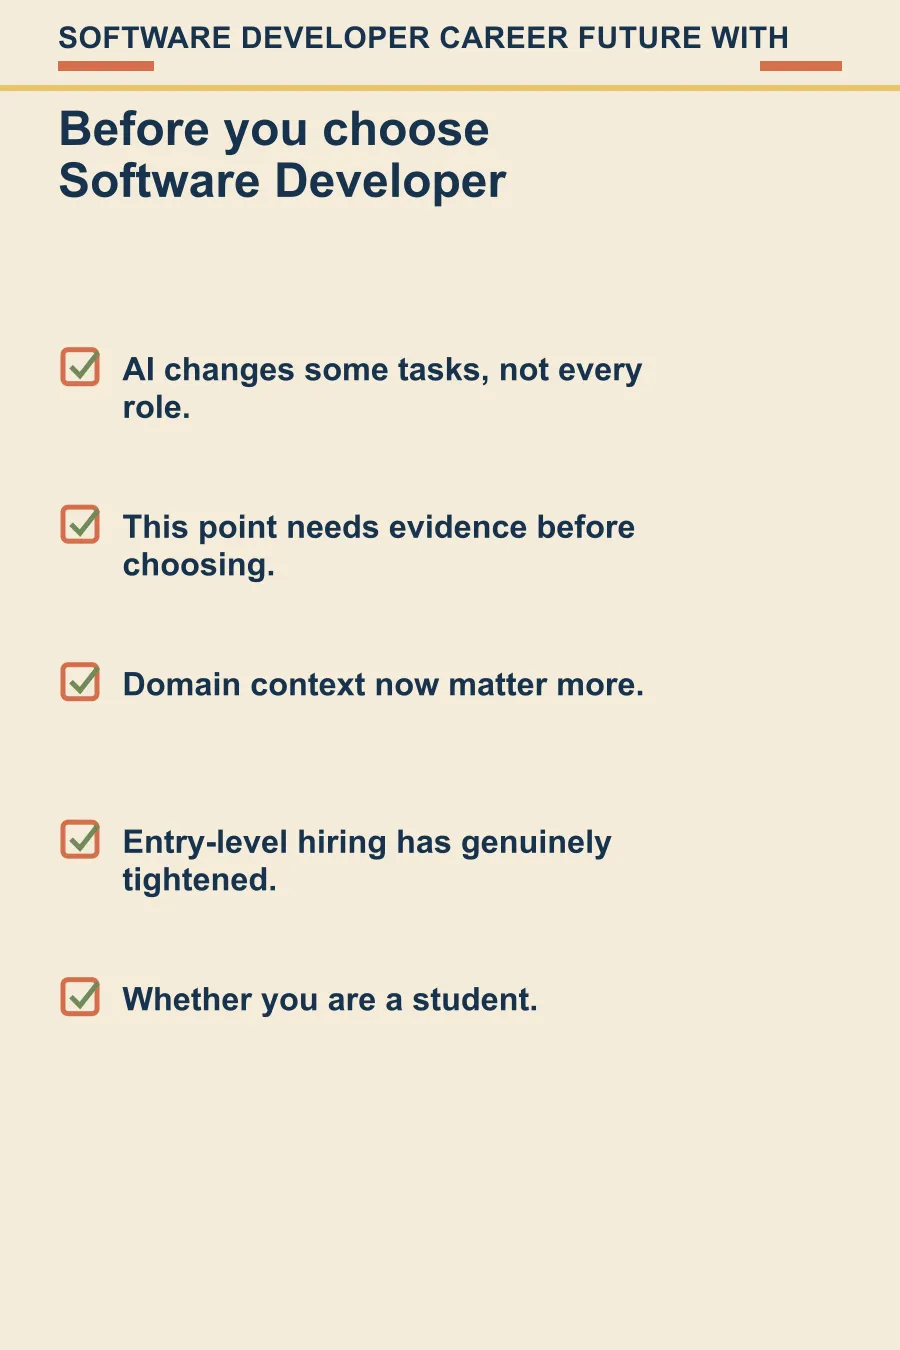 SOFTWARE DEVELOPER CAREER FUTURE WITH
Before you choose
Software Developer
AI changes some tasks, not every
role.
This point needs evidence before
choosing.
Domain context now matter more.
Entry-level hiring has genuinely
tightened.
Whether you are a student.